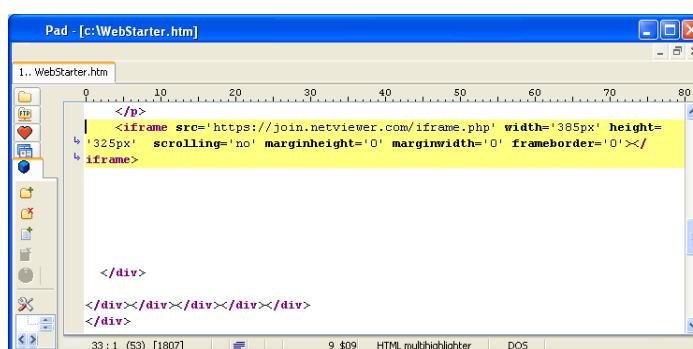 Pad - [c:\WebStarter.htm]
1.. WebStarter.htm
0 10 20 30 40 50 60 70 80
</p>
<iframe src='https://join.netviewer.com/iframe.php' width='385px' height=
'325px' scrolling='no' marginheight='0' marginwidth='0' frameborder='0'></
iframe>
</div>
</div></div></div></div></div>
</div>
33 : 1 (53) [1807] 9 $09 HTML multihighlighter DOS